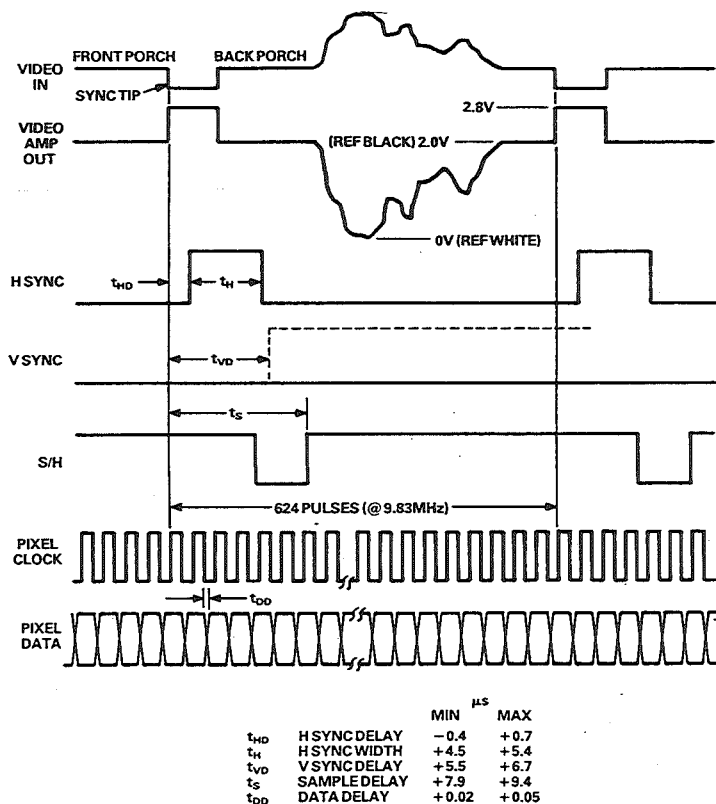 FRONT PORCH
BACK PORCH
VIDEO IN
SYNC TIP
2.8V
VIDEO AMP OUT
(REF BLACK) 2.0V
0V (REF WHITE)
H SYNC
tHD
tH
V SYNC
tVD
tS
S/H
624 PULSES (@ 9.83MHz)
PIXEL CLOCK
tDD
PIXEL DATA
μs
MIN MAX
tHD H SYNC DELAY −0.4 +0.7
tH H SYNC WIDTH +4.5 +5.4
tVD V SYNC DELAY +5.5 +6.7
tS SAMPLE DELAY +7.9 +9.4
tDD DATA DELAY +0.02 +0.05